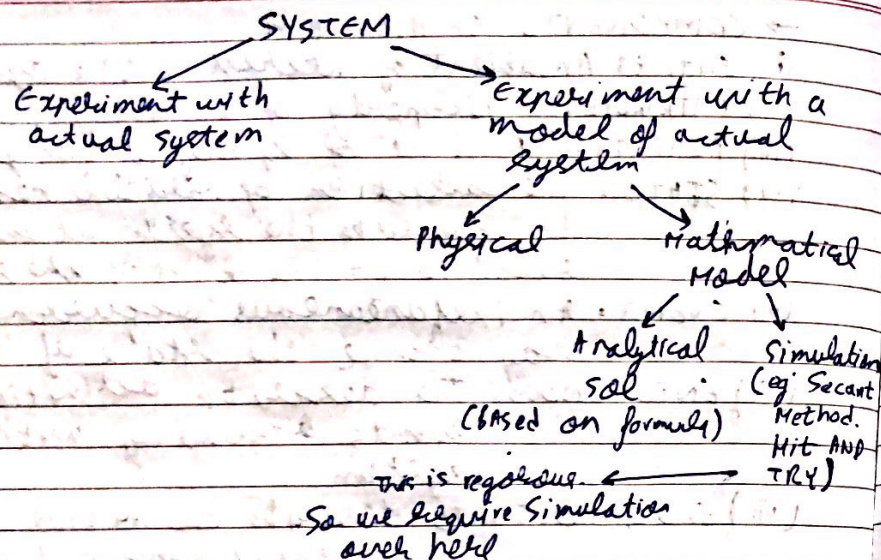 SYSTEM
Experiment with
actual system
Experiment with a
model of actual
system
Physical
Mathmatical
Model
Analytical
sol
(bAsed on formula)
Simulation
(eg Secant
Method.
Hit AND
TRY)
This is regorous.
So we require Simulation
over here